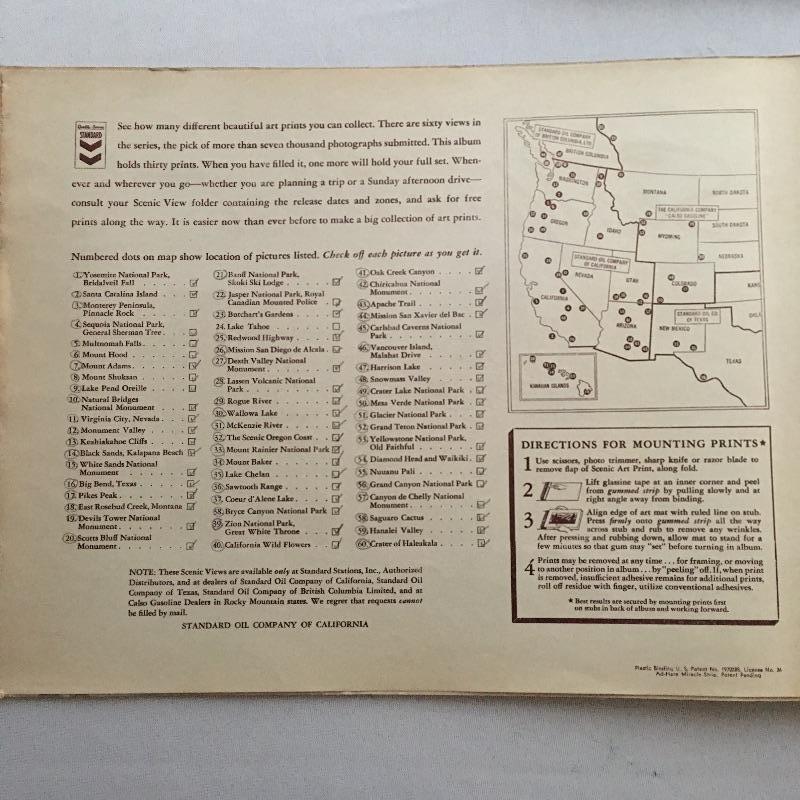 STANDARD
See how many different beautiful art prints you can collect. There are sixty views in
the series, the pick of more than seven thousand photographs submitted. This album
holds thirty prints. When you have filled it, one more will hold your full set. When-
ever and wherever you go—whether you are planning a trip or a Sunday afternoon drive—
consult your Scenic View folder containing the release dates and zones, and ask for free
prints along the way. It is easier now than ever before to make a big collection of art prints.
Numbered dots on map show location of pictures listed. Check off each picture as you get it.
1. Yosemite National Park,
Bridalveil Fall
2. Santa Catalina Island
3. Monterey Peninsula,
Pinnacle Rock
4. Sequoia National Park,
General Sherman Tree
5. Multnomah Falls
6. Mount Hood
7. Mount Adams
8. Mount Shuksan
9. Lake Pend Oreille
10. Natural Bridges
National Monument
11. Virginia City, Nevada
12. Monument Valley
13. Keahiakahoe Cliffs
14. Black Sands, Kalapana Beach
15. White Sands National
Monument
16. Big Bend, Texas
17. Pikes Peak
18. East Rosebud Creek, Montana
19. Devils Tower National
Monument
20. Scotts Bluff National
Monument
21. Banff National Park,
Skoki Ski Lodge
22. Jasper National Park, Royal
Canadian Mounted Police
23. Butchart's Gardens
24. Lake Tahoe
25. Redwood Highway
26. Mission San Diego de Alcala
27. Death Valley National
Monument
28. Lassen Volcanic National
Park
29. Rogue River
30. Wallowa Lake
31. McKenzie River
32. The Scenic Oregon Coast
33. Mount Rainier National Park
34. Mount Baker
35. Lake Chelan
36. Sawtooth Range
37. Coeur d'Alene Lake
38. Bryce Canyon National Park
39. Zion National Park,
Great White Throne
40. California Wild Flowers
41. Oak Creek Canyon
42. Chiricahua National
Monument
43. Apache Trail
44. Mission San Xavier del Bac
45. Carlsbad Caverns National
Park
46. Vancouver Island,
Malahat Drive
47. Harrison Lake
48. Snowmass Valley
49. Crater Lake National Park
50. Mesa Verde National Park
51. Glacier National Park
52. Grand Teton National Park
53. Yellowstone National Park,
Old Faithful
54. Diamond Head and Waikiki
55. Nuuanu Pali
56. Grand Canyon National Park
57. Canyon de Chelly National
Monument
58. Saguaro Cactus
59. Hanalei Valley
60. Crater of Haleakala
NOTE: These Scenic Views are available only at Standard Stations, Inc., Authorized
Distributors, and at dealers of Standard Oil Company of California, Standard Oil
Company of Texas, Standard Oil Company of British Columbia Limited, and at
Calso Gasoline Dealers in Rocky Mountain states. We regret that requests cannot
be filled by mail.
STANDARD OIL COMPANY OF CALIFORNIA
STANDARD OIL COMPANY
OF BRITISH COLUMBIA, LTD.
BRITISH COLUMBIA
WASHINGTON
MONTANA
NORTH DAKOTA
THE CALIFORNIA COMPANY
"CALSO GASOLINE"
OREGON
IDAHO
WYOMING
SOUTH DAKOTA
NEBRASKA
STANDARD OIL COMPANY
OF CALIFORNIA
NEVADA
UTAH
COLORADO
KANS
CALIFORNIA
STANDARD OIL CO.
OF TEXAS
OKLA
ARIZONA
NEW MEXICO
TEXAS
HAWAIIAN ISLANDS
DIRECTIONS FOR MOUNTING PRINTS★
1 Use scissors, photo trimmer, sharp knife or razor blade to
remove flap of Scenic Art Print, along fold.
2 Lift glassine tape at an inner corner and peel
from gummed strip by pulling slowly and at
right angle away from binding.
3 Align edge of art mat with ruled line on stub.
Press firmly onto gummed strip all the way
across stub and rub to remove any wrinkles.
After pressing and rubbing down, allow mat to stand for a
few minutes so that gum may "set" before turning in album.
4 Prints may be removed at any time . . . for framing, or moving
to another position in album . . . by "peeling" off. If, when print
is removed, insufficient adhesive remains for additional prints,
roll off residue with finger, utilize conventional adhesives.
★ Best results are secured by mounting prints first
on stubs in back of album and working forward.
Plastic Binding U. S. Patent No. 1970285, License No. 36
Ad-Here Miracle Strip, Patent Pending